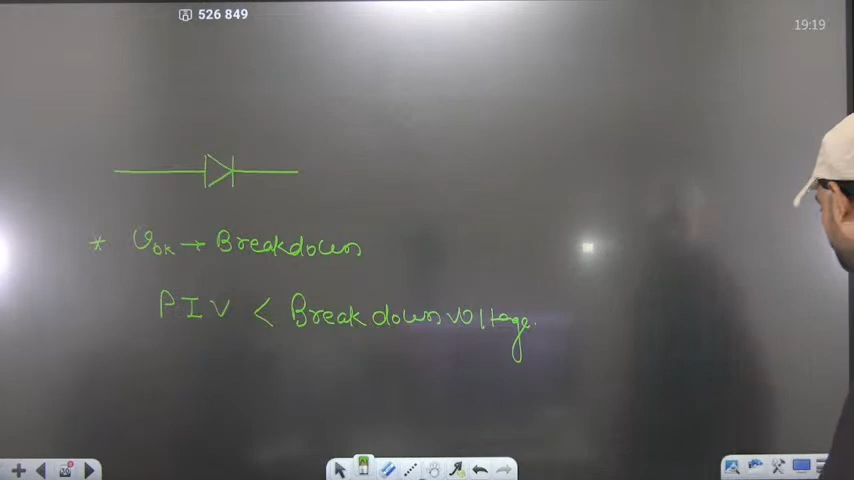 526 849
19:19
* V_BR → Breakdown
PIV < Breakdown voltage.